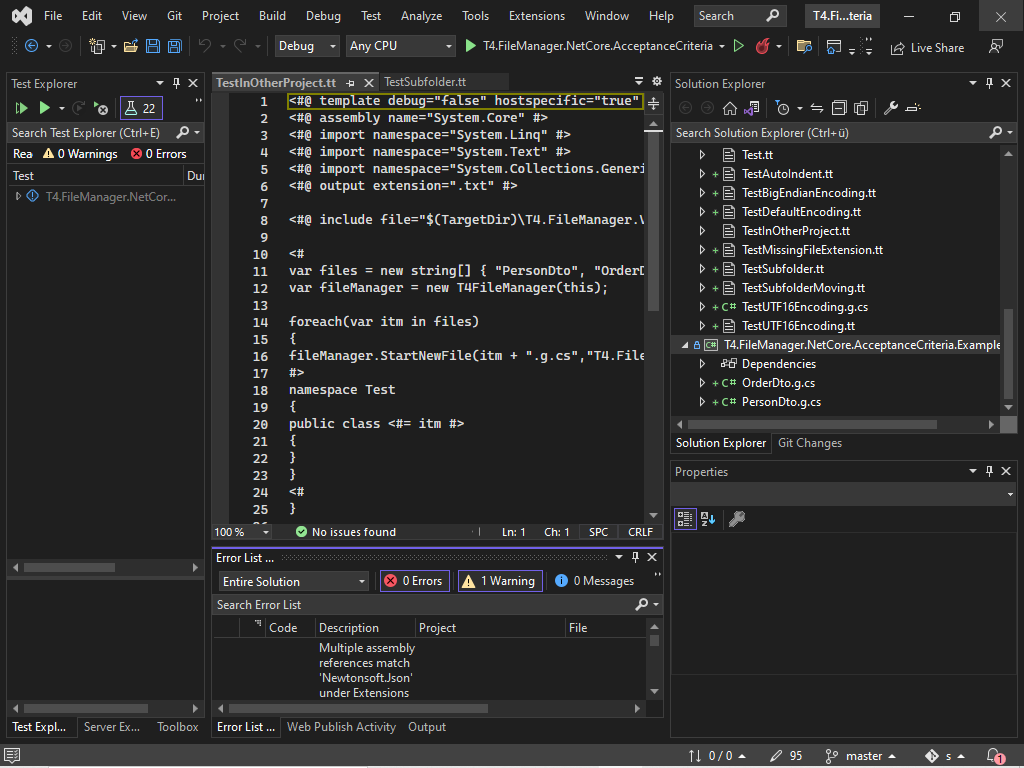 File Edit View Git Project Build Debug Test Analyze Tools Extensions Window Help Search T4.Fi...teria
Debug Any CPU T4.FileManager.NetCore.AcceptanceCriteria Live Share
Test Explorer
22
Search Test Explorer (Ctrl+E)
Rea 0 Warnings 0 Errors
Test Dur
T4.FileManager.NetCor...
TestInOtherProject.tt TestSubfolder.tt
1 <#@ template debug="false" hostspecific="true"
2 <#@ assembly name="System.Core" #>
3 <#@ import namespace="System.Linq" #>
4 <#@ import namespace="System.Text" #>
5 <#@ import namespace="System.Collections.Generi
6 <#@ output extension=".txt" #>
7
8 <#@ include file="$(TargetDir)\T4.FileManager.V
9
10 <#
11 var files = new string[] { "PersonDto", "OrderD
12 var fileManager = new T4FileManager(this);
13
14 foreach(var itm in files)
15 {
16 fileManager.StartNewFile(itm + ".g.cs","T4.File
17 #>
18 namespace Test
19 {
20 public class <#= itm #>
21 {
22 }
23 }
24 <#
25 }
100 % No issues found Ln: 1 Ch: 1 SPC CRLF
Error List ...
Entire Solution 0 Errors 1 Warning 0 Messages
Search Error List
Code Description Project File
Multiple assembly
references match
'Newtonsoft.Json'
under Extensions
Test Expl... Server Ex... Toolbox
Error List ... Web Publish Activity Output
Solution Explorer
Search Solution Explorer (Ctrl+ü)
Test.tt
TestAutoIndent.tt
TestBigEndianEncoding.tt
TestDefaultEncoding.tt
TestInOtherProject.tt
TestMissingFileExtension.tt
TestSubfolder.tt
TestSubfolderMoving.tt
C# TestUTF16Encoding.g.cs
TestUTF16Encoding.tt
C# T4.FileManager.NetCore.AcceptanceCriteria.Example
Dependencies
C# OrderDto.g.cs
C# PersonDto.g.cs
Solution Explorer Git Changes
Properties
0 / 0 95 master s 1